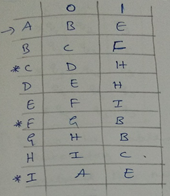 0 1
→ A B E
B C F
* C D H
D E H
E F I
* F G B
G H B
H I C .
* I A E